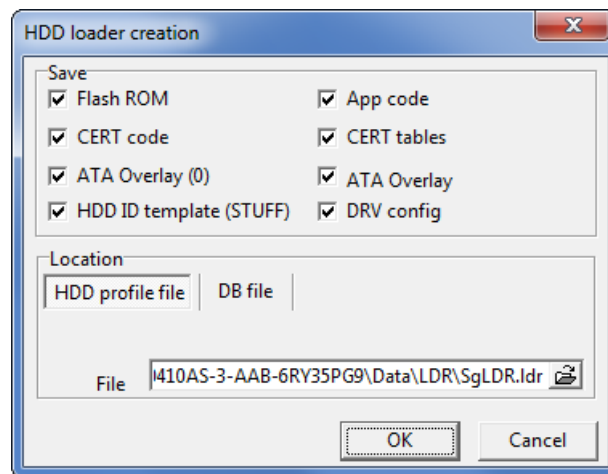 HDD loader creation
Save
Flash ROM
App code
CERT code
CERT tables
ATA Overlay (0)
ATA Overlay
HDD ID template (STUFF)
DRV config
Location
HDD profile file
DB file
File
410AS-3-AAB-6RY35PG9\Data\LDR\SgLDR.ldr
OK
Cancel